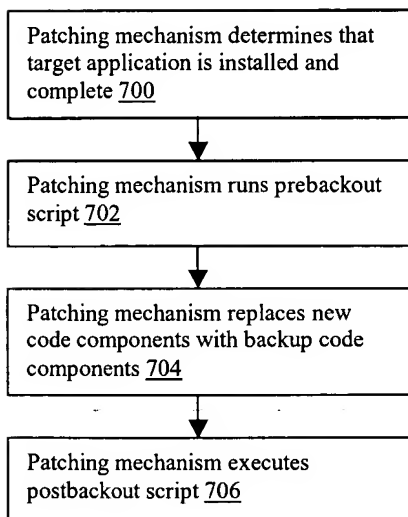 Patching mechanism determines that
target application is installed and
complete 700
Patching mechanism runs prebackout
script 702
Patching mechanism replaces new
code components with backup code
components 704
Patching mechanism executes
postbackout script 706